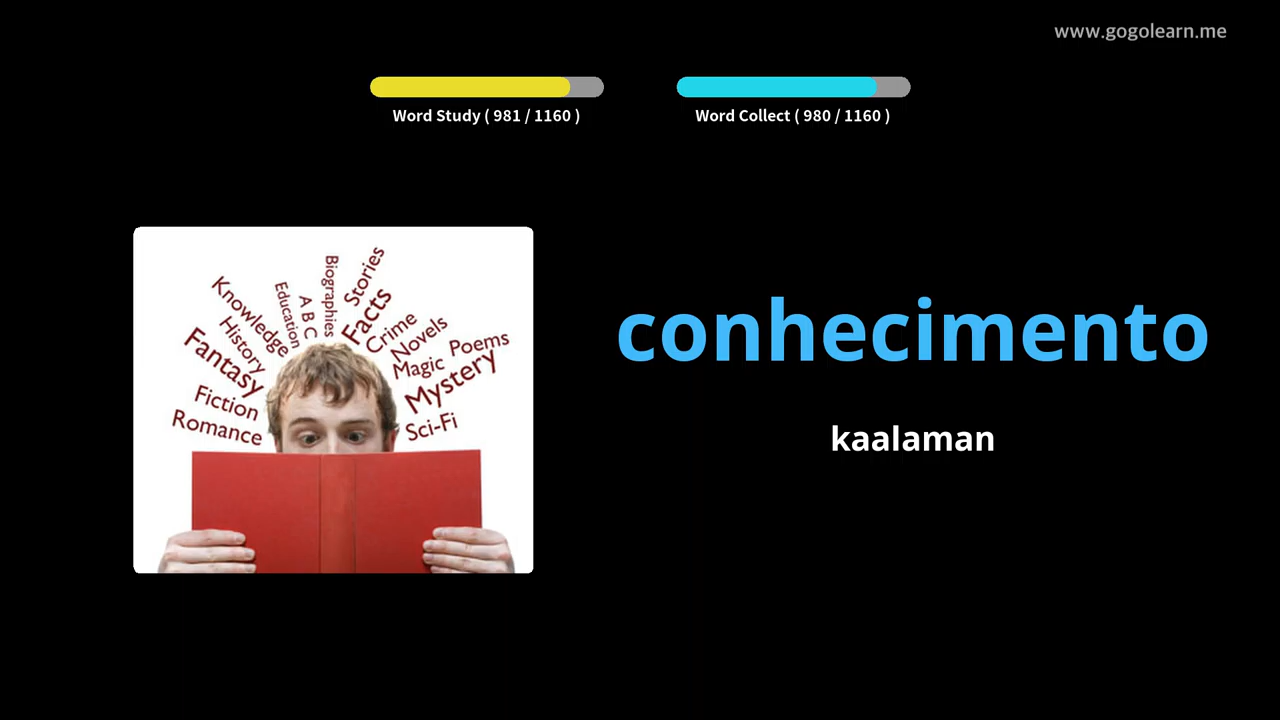 www.gogolearn.me
Word Study ( 981 / 1160 )
Word Collect ( 980 / 1160 )
Knowledge
Education
A B C
Biographies
Stories
Facts
Crime
Novels
Poems
History
Magic
Fantasy
Mystery
Fiction
Romance
Sci-Fi
conhecimento
kaalaman